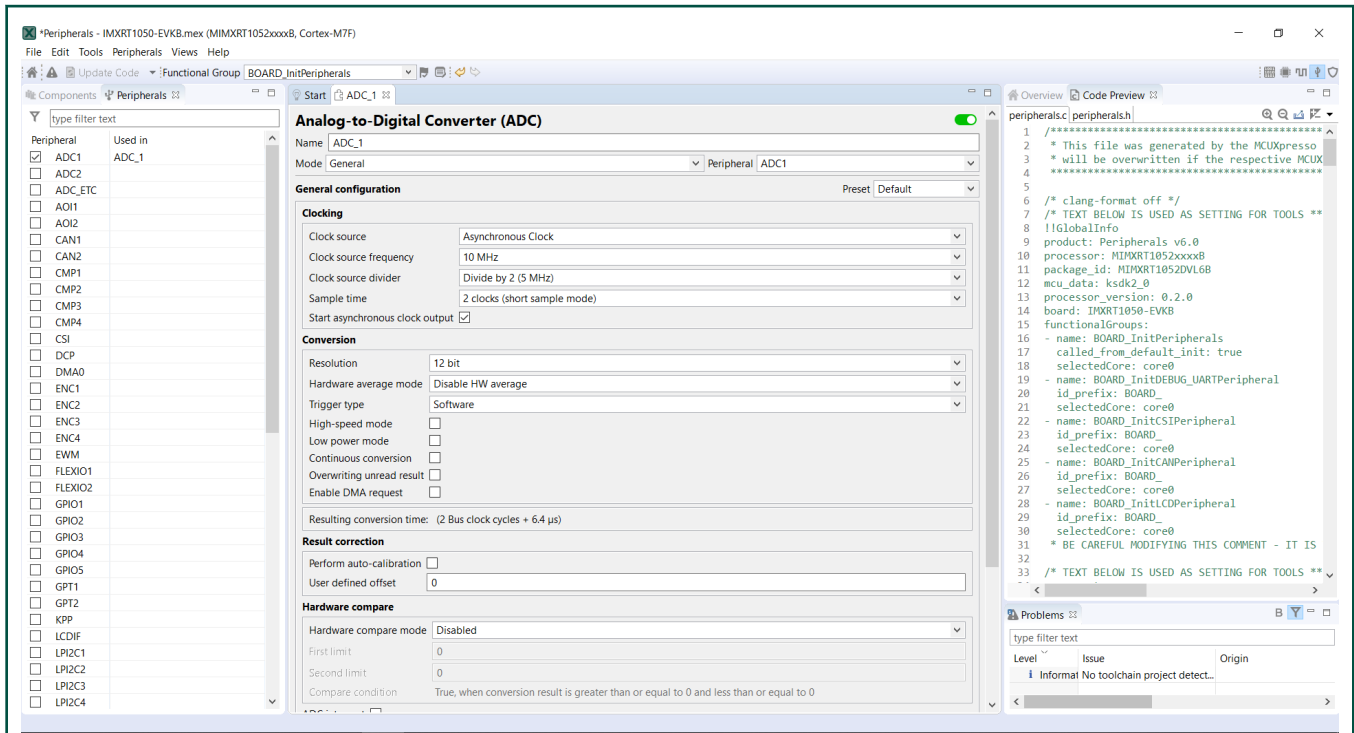 *Peripherals - IMXRT1050-EVKB.mex (MIMXRT1052xxxxB, Cortex-M7F)
File Edit Tools Peripherals Views Help
Update Code Functional Group BOARD_InitPeripherals
Components Peripherals
type filter text
Peripheral Used in
ADC1 ADC_1
ADC2
ADC_ETC
AOI1
AOI2
CAN1
CAN2
CMP1
CMP2
CMP3
CMP4
CSI
DCP
DMA0
ENC1
ENC2
ENC3
ENC4
EWM
FLEXIO1
FLEXIO2
GPIO1
GPIO2
GPIO3
GPIO4
GPIO5
GPT1
GPT2
KPP
LCDIF
LPI2C1
LPI2C2
LPI2C3
LPI2C4
Start ADC_1
Analog-to-Digital Converter (ADC)
Name ADC_1
Mode General Peripheral ADC1
General configuration Preset Default
Clocking
Clock source Asynchronous Clock
Clock source frequency 10 MHz
Clock source divider Divide by 2 (5 MHz)
Sample time 2 clocks (short sample mode)
Start asynchronous clock output
Conversion
Resolution 12 bit
Hardware average mode Disable HW average
Trigger type Software
High-speed mode
Low power mode
Continuous conversion
Overwriting unread result
Enable DMA request
Resulting conversion time: (2 Bus clock cycles + 6.4 µs)
Result correction
Perform auto-calibration
User defined offset 0
Hardware compare
Hardware compare mode Disabled
First limit 0
Second limit 0
Compare condition True, when conversion result is greater than or equal to 0 and less than or equal to 0
Overview Code Preview
peripherals.c peripherals.h
1 /*******************************************
2 * This file was generated by the MCUXpresso
3 * will be overwritten if the respective MCUX
4 *******************************************
5
6 /* clang-format off */
7 /* TEXT BELOW IS USED AS SETTING FOR TOOLS **
8 !!GlobalInfo
9 product: Peripherals v6.0
10 processor: MIMXRT1052xxxxB
11 package_id: MIMXRT1052DVL6B
12 mcu_data: ksdk2_0
13 processor_version: 0.2.0
14 board: IMXRT1050-EVKB
15 functionalGroups:
16 - name: BOARD_InitPeripherals
17 called_from_default_init: true
18 selectedCore: core0
19 - name: BOARD_InitDEBUG_UARTPeripheral
20 id_prefix: BOARD_
21 selectedCore: core0
22 - name: BOARD_InitCSIPeripheral
23 id_prefix: BOARD_
24 selectedCore: core0
25 - name: BOARD_InitCANPeripheral
26 id_prefix: BOARD_
27 selectedCore: core0
28 - name: BOARD_InitLCDPeripheral
29 id_prefix: BOARD_
30 selectedCore: core0
31 * BE CAREFUL MODIFYING THIS COMMENT - IT IS
32
33 /* TEXT BELOW IS USED AS SETTING FOR TOOLS **
Problems
B
type filter text
Level Issue Origin
i Informat No toolchain project detect...